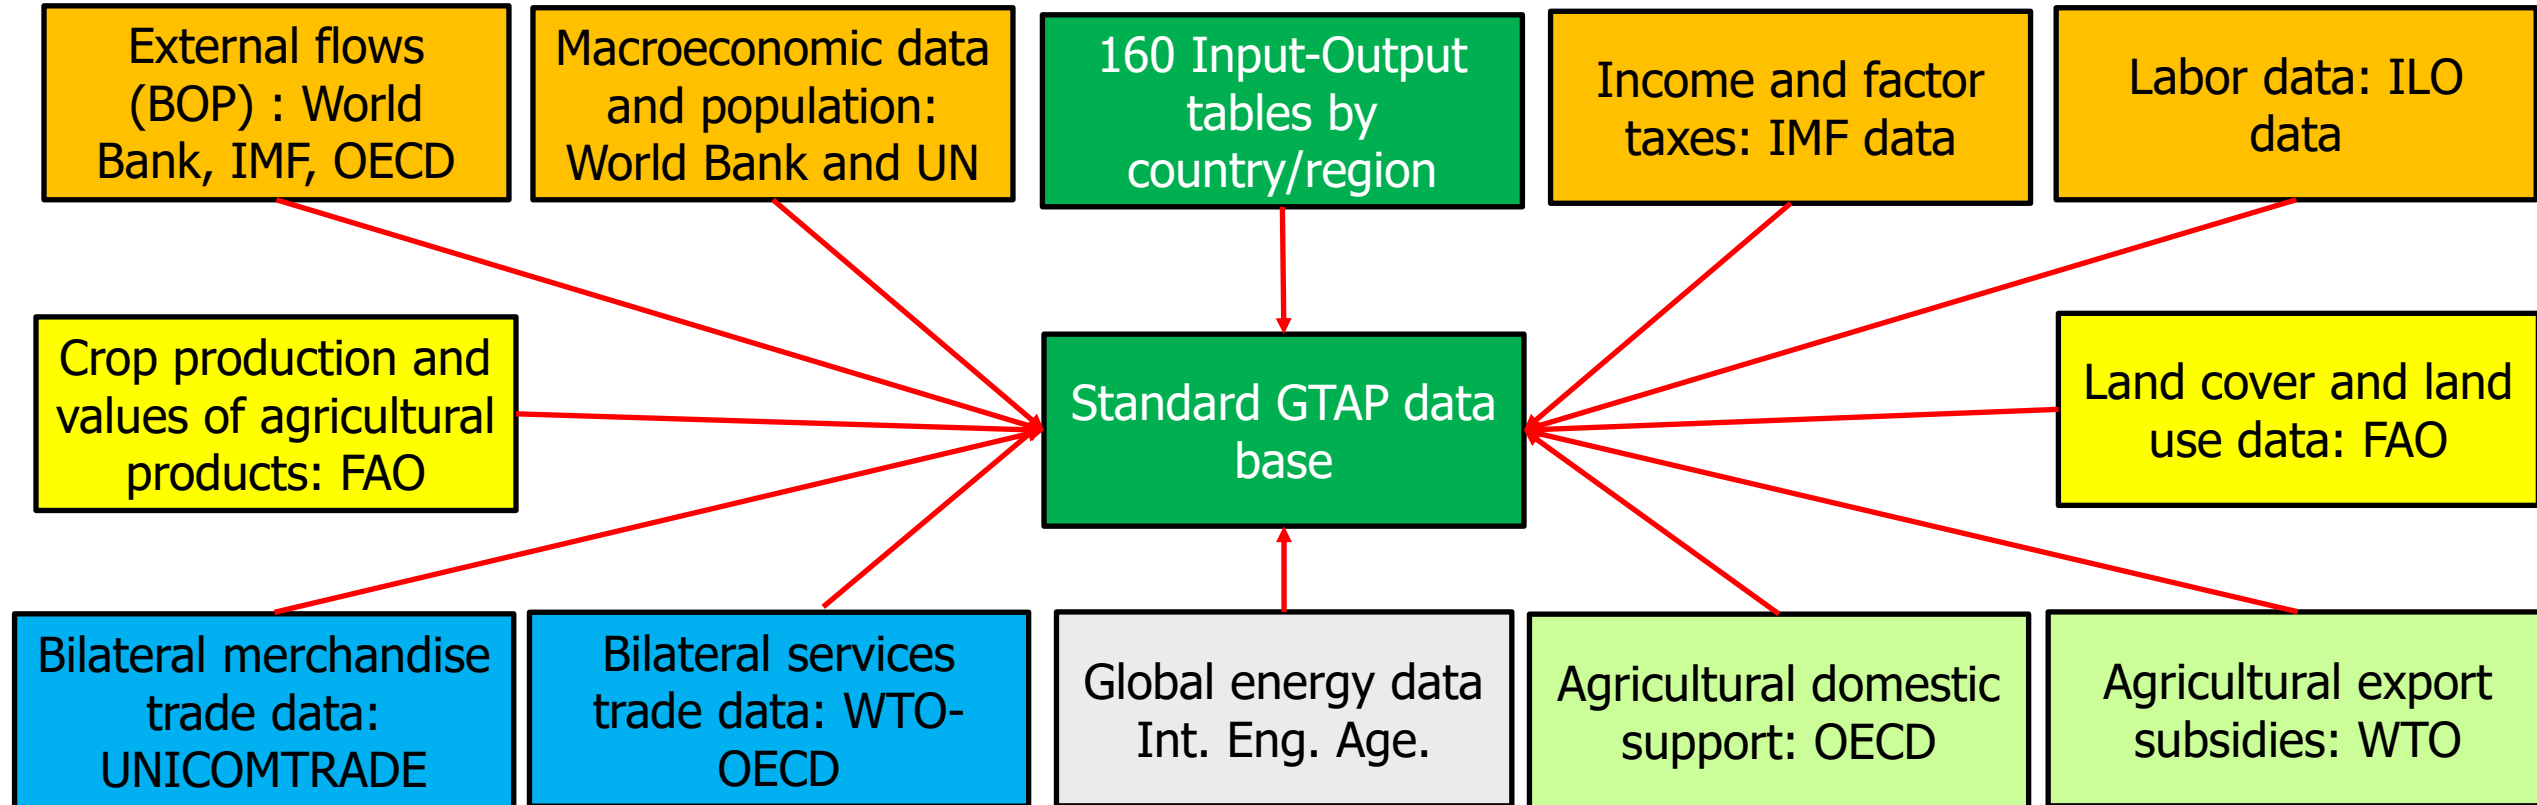 External flows
(BOP) : World
Bank, IMF, OECD
Macroeconomic data
and population:
World Bank and UN
160 Input-Output
tables by
country/region
Income and factor
taxes: IMF data
Labor data: ILO
data
Crop production and
values of agricultural
products: FAO
Standard GTAP data
base
Land cover and land
use data: FAO
Bilateral merchandise
trade data:
UNICOMTRADE
Bilateral services
trade data: WTO-
OECD
Global energy data
Int. Eng. Age.
Agricultural domestic
support: OECD
Agricultural export
subsidies: WTO